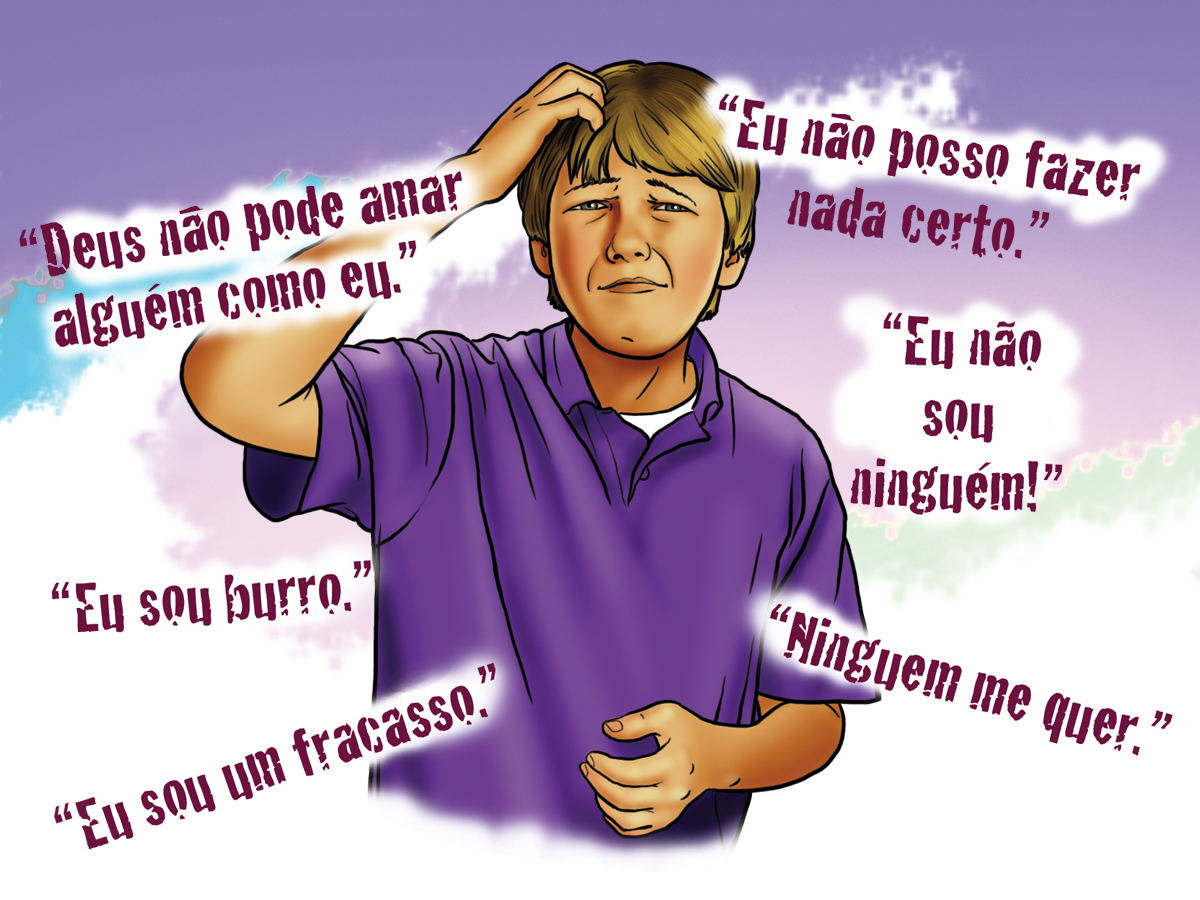 “Deus não pode amar
alguém como eu.”
“Eu não posso fazer
nada certo.”
“Eu não
sou
ninguém!”
“Eu sou burro.”
“Eu sou um fracasso.”
“Ninguem me quer.”